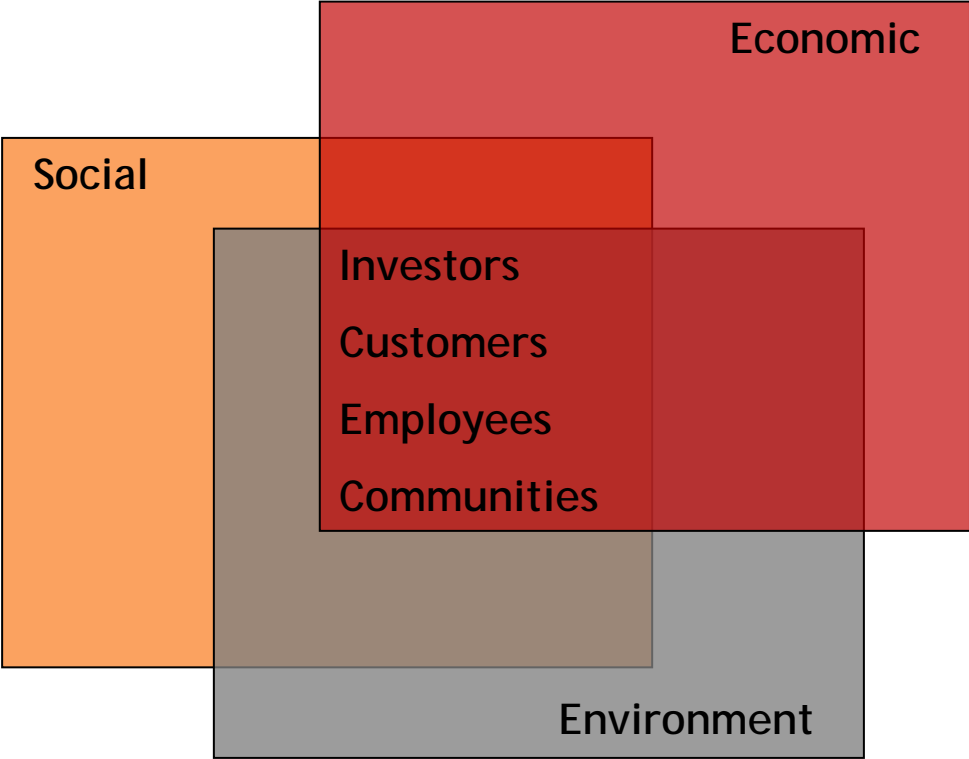 Economic
Social
Investors
Customers
Employees
Communities
Environment